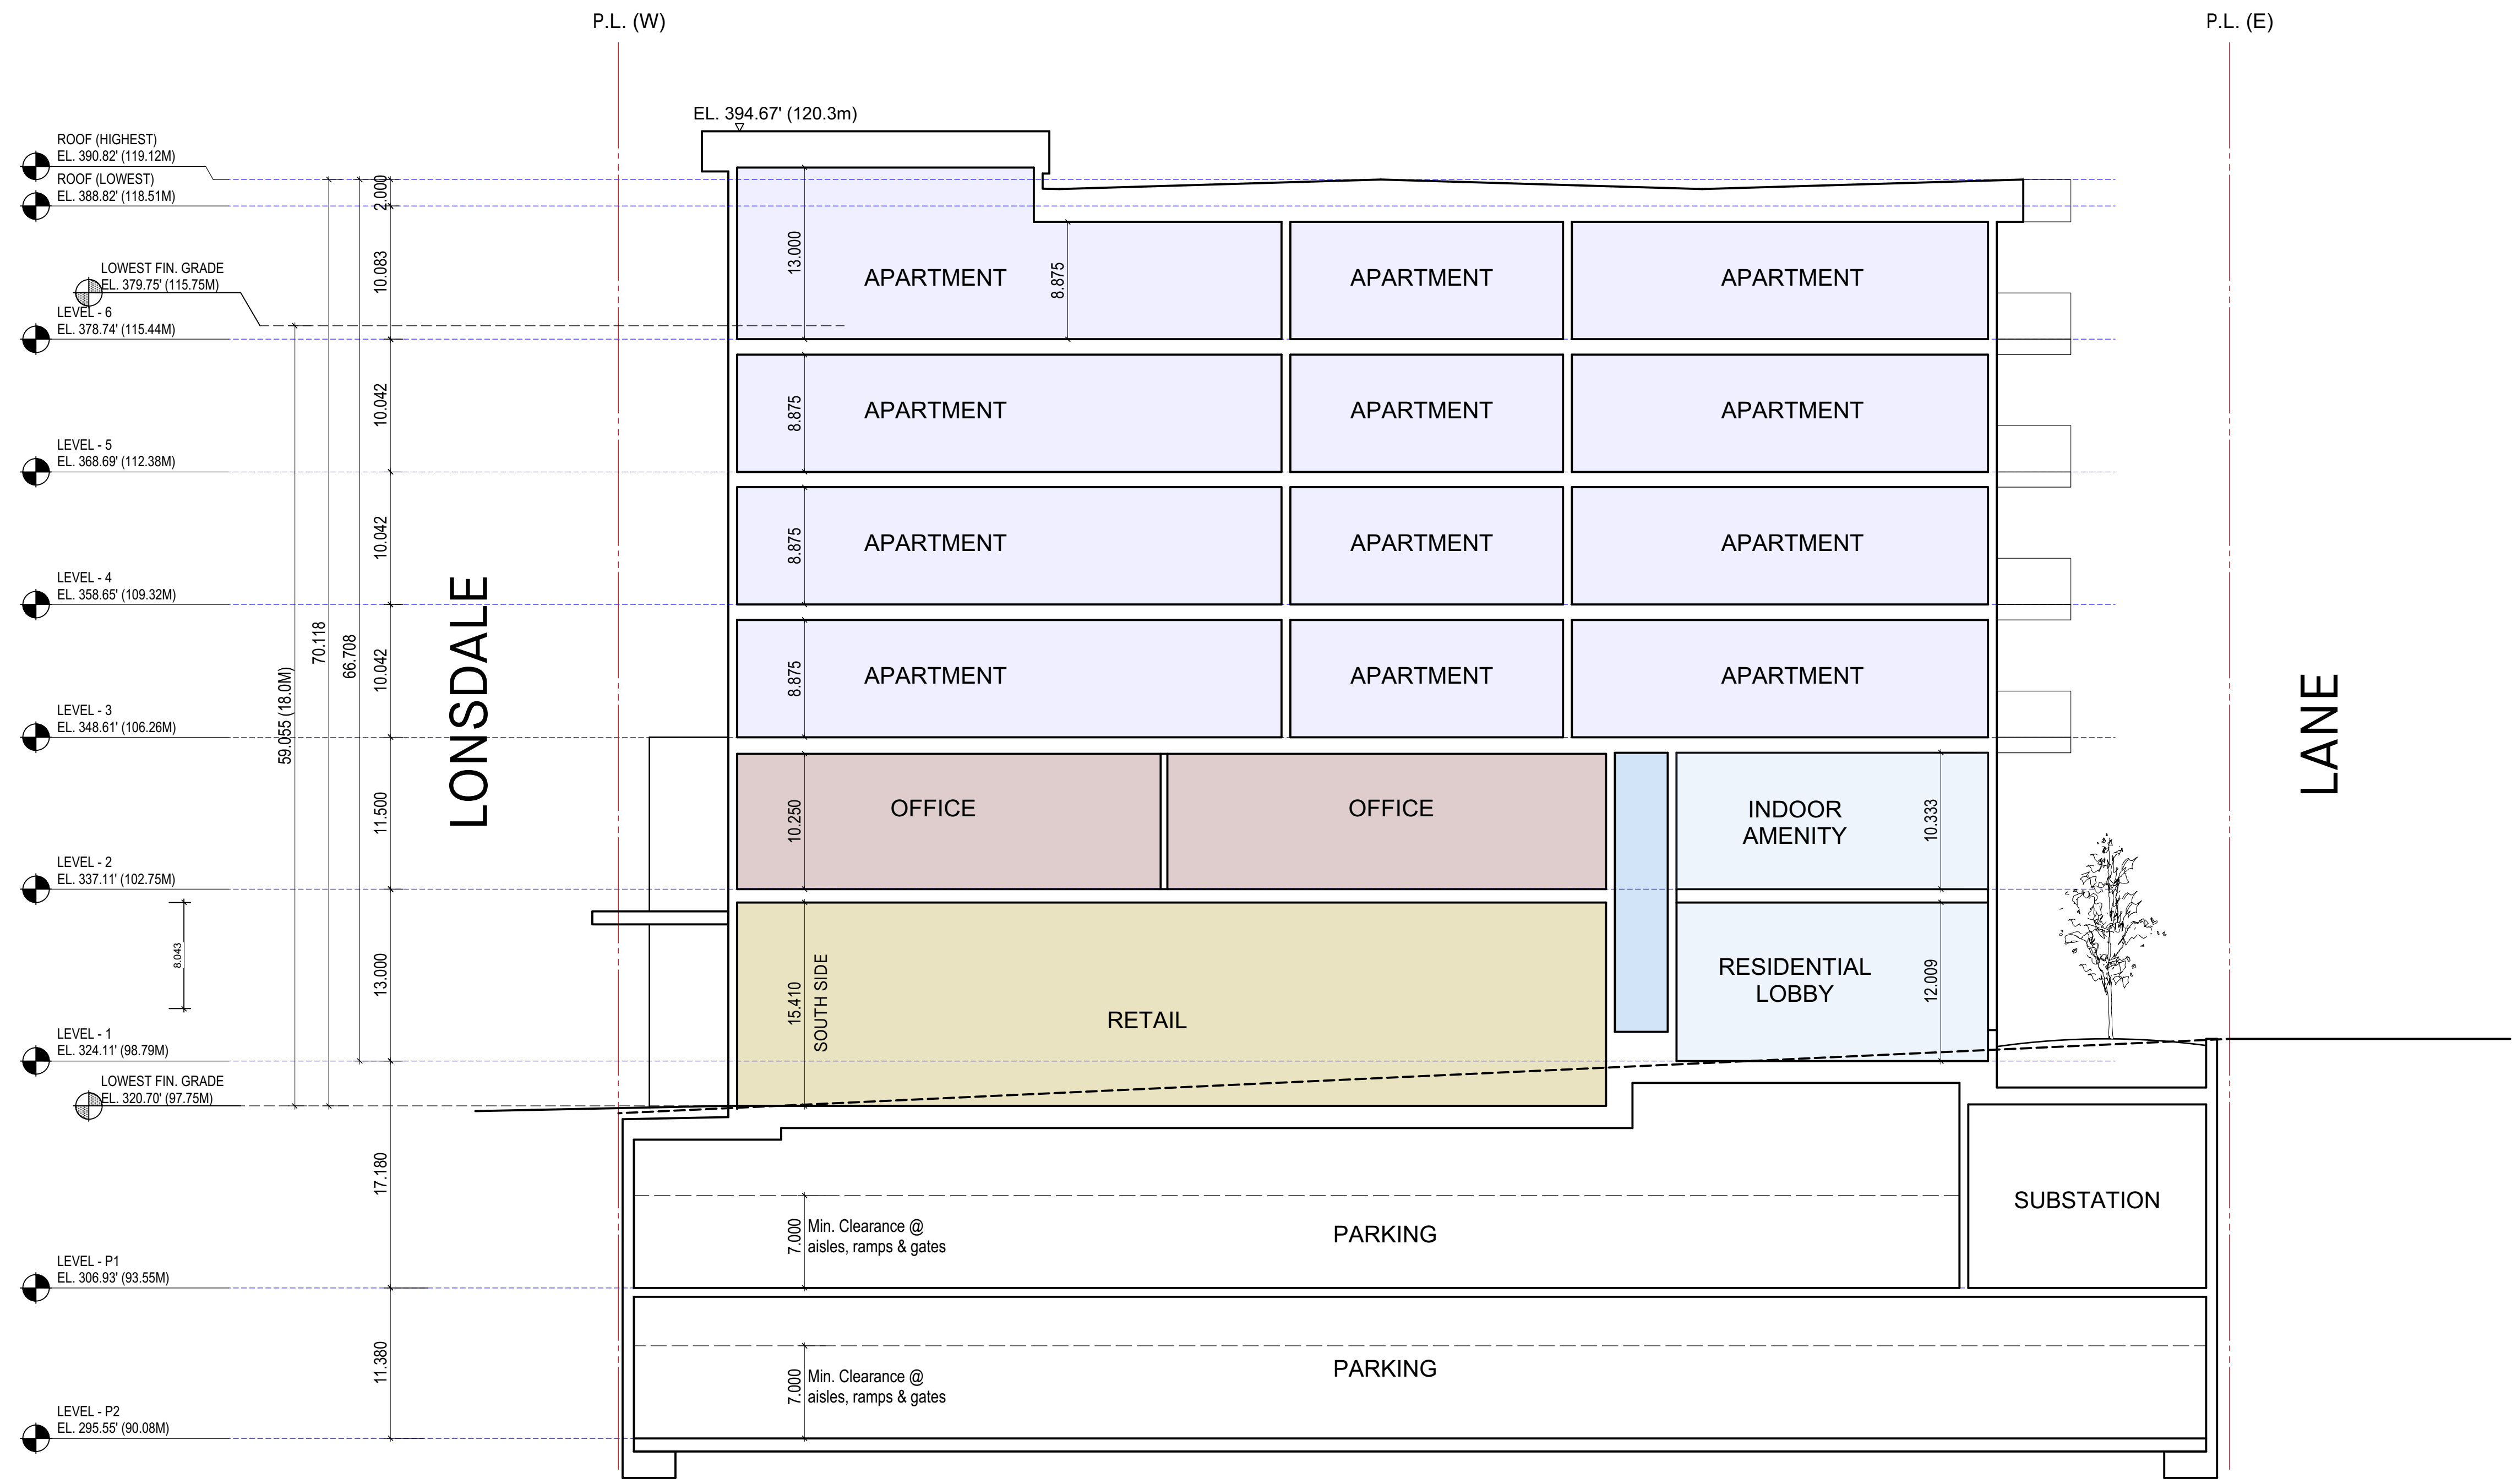 P.L. (W)
P.L. (E)
EL. 394.67' (120.3m)
ROOF (HIGHEST)
EL. 390.82' (119.12M)
ROOF (LOWEST)
EL. 388.82' (118.51M)
2.000
LOWEST FIN. GRADE
EL. 379.75' (115.75M)
10.083
13.000
8.875
APARTMENT
APARTMENT
APARTMENT
LEVEL - 6
EL. 378.74' (115.44M)
10.042
8.875
APARTMENT
APARTMENT
APARTMENT
LEVEL - 5
EL. 368.69' (112.38M)
10.042
8.875
APARTMENT
APARTMENT
APARTMENT
LEVEL - 4
EL. 358.65' (109.32M)
59.055 (18.0M)
70.118
66.708
10.042
LONSDALE
8.875
APARTMENT
APARTMENT
APARTMENT
LANE
LEVEL - 3
EL. 348.61' (106.26M)
11.500
10.250
OFFICE
OFFICE
INDOOR
AMENITY
10.333
LEVEL - 2
EL. 337.11' (102.75M)
8.043
13.000
15.410
SOUTH SIDE
RETAIL
RESIDENTIAL
LOBBY
12.009
LEVEL - 1
EL. 324.11' (98.79M)
LOWEST FIN. GRADE
EL. 320.70' (97.75M)
17.180
7.000
Min. Clearance @
aisles, ramps & gates
PARKING
SUBSTATION
LEVEL - P1
EL. 306.93' (93.55M)
11.380
7.000
Min. Clearance @
aisles, ramps & gates
PARKING
LEVEL - P2
EL. 295.55' (90.08M)